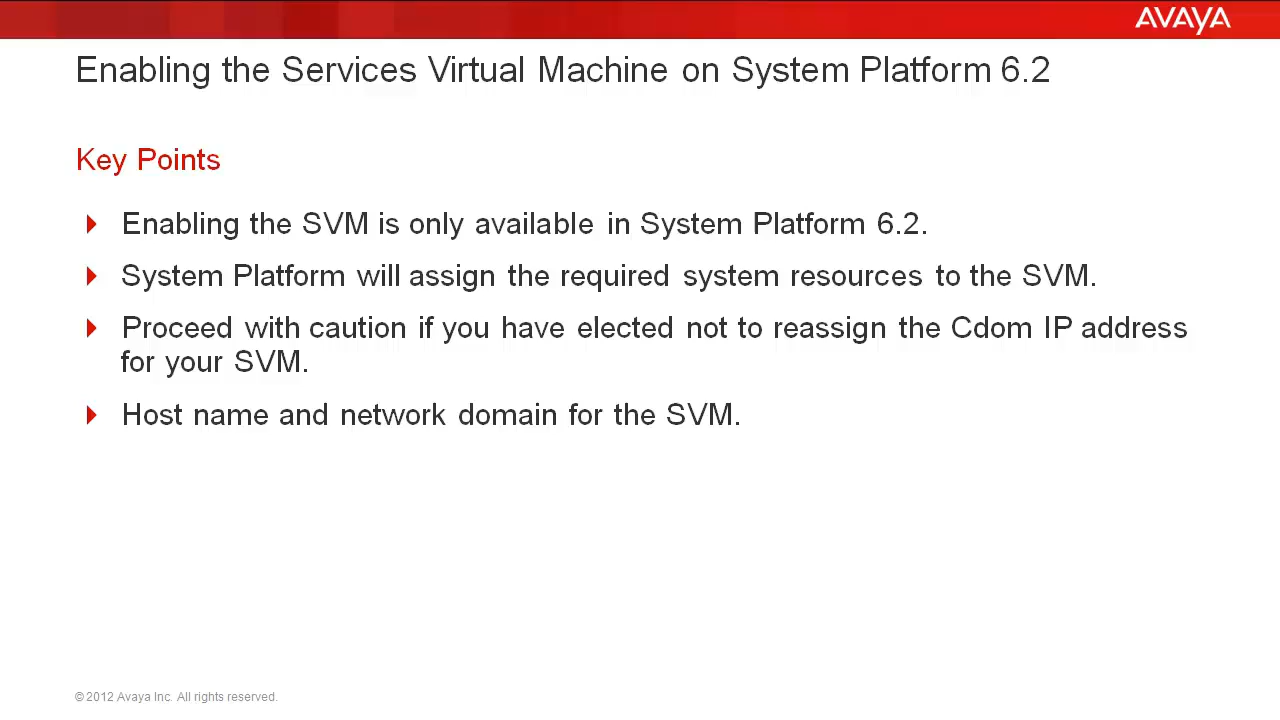 AVAYA
Enabling the Services Virtual Machine on System Platform 6.2
Key Points
Enabling the SVM is only available in System Platform 6.2.
System Platform will assign the required system resources to the SVM.
Proceed with caution if you have elected not to reassign the Cdom IP address
for your SVM.
Host name and network domain for the SVM.
© 2012 Avaya Inc. All rights reserved.